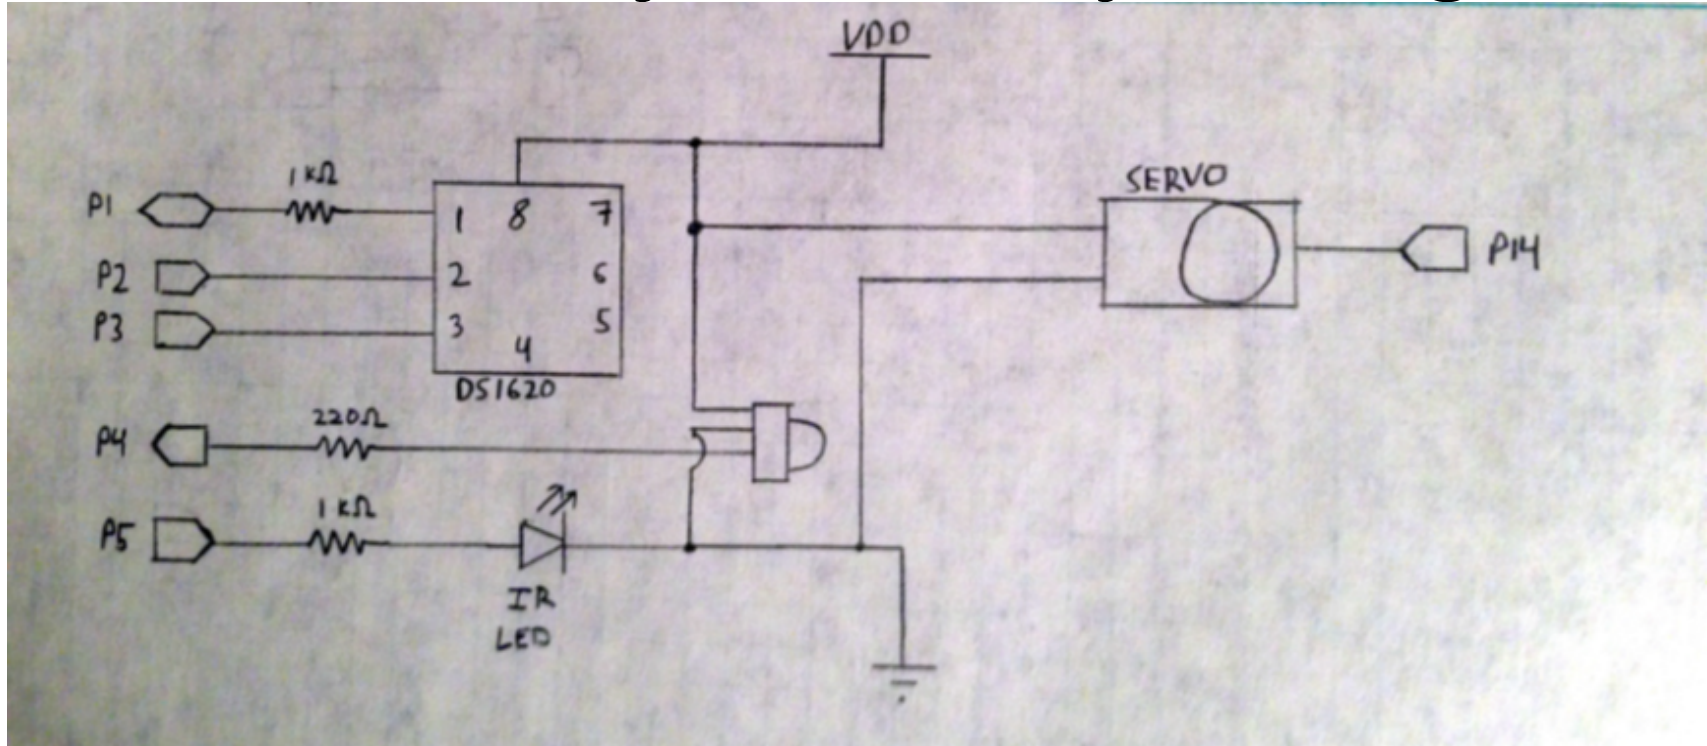 VDD
SERVO
P14
1kΩ
P1
1 8 7
P2
2 6
P3
3 5
4
DS1620
220Ω
P4
1kΩ
P5
IR
LED